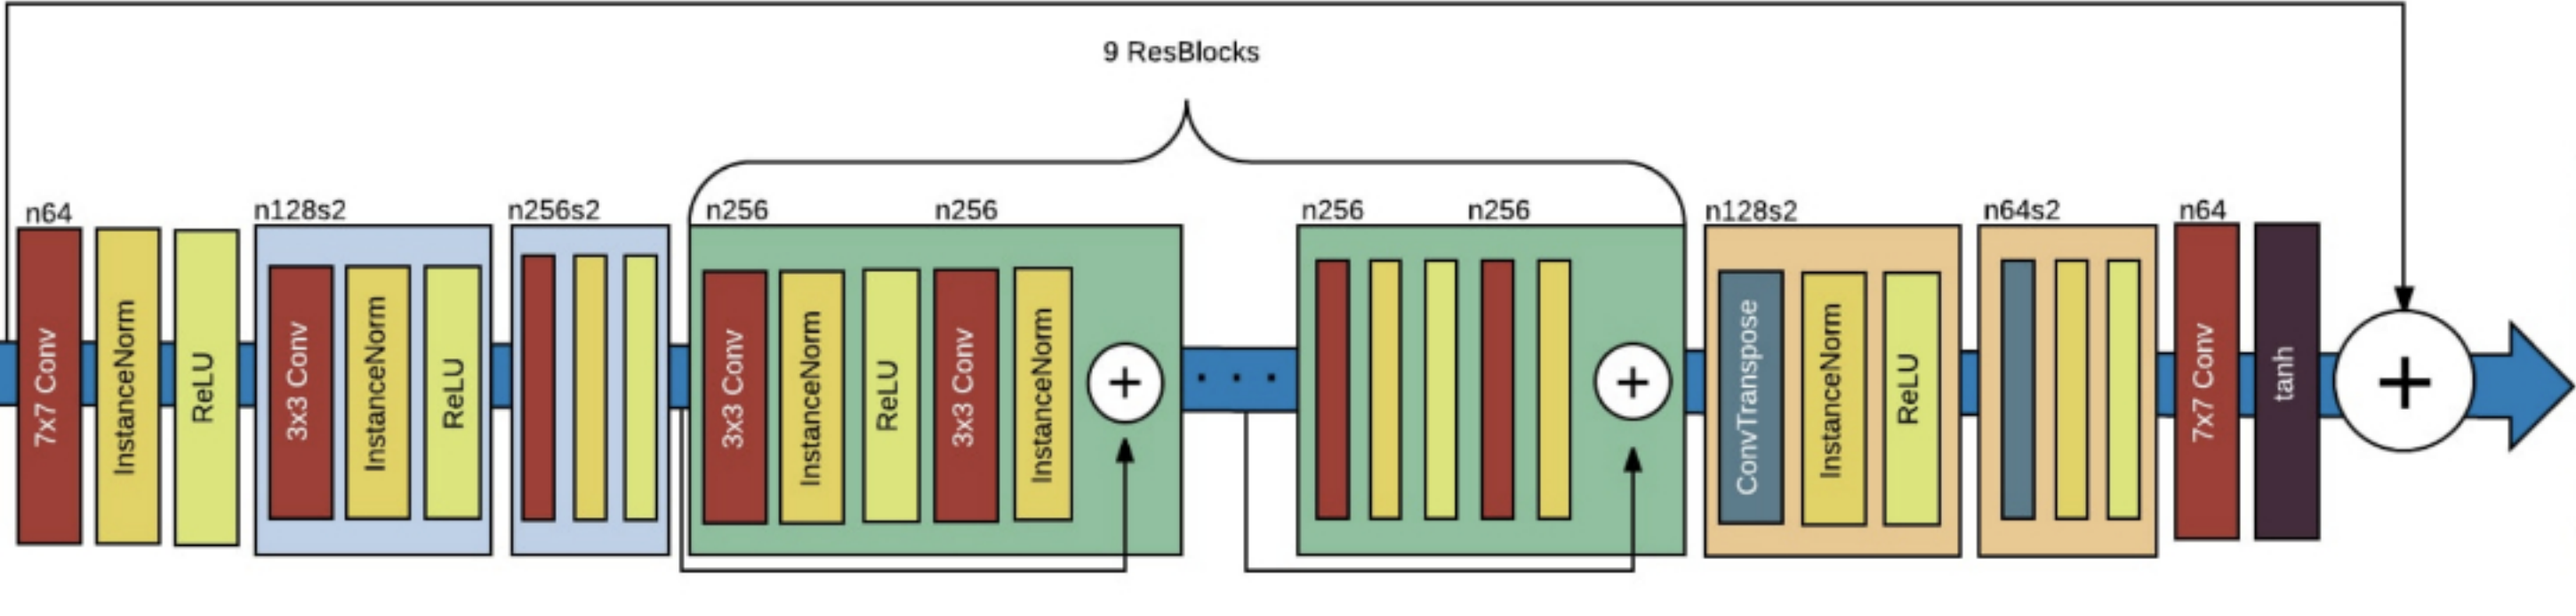 9 ResBlocks
n64
n128s2
n256s2
n256
n256
n256
n256
n128s2
n64s2
n64
7x7 Conv
InstanceNorm
ReLU
3x3 Conv
InstanceNorm
ReLU
3x3 Conv
InstanceNorm
ReLU
3x3 Conv
InstanceNorm
+
. . .
+
ConvTranspose
InstanceNorm
ReLU
7x7 Conv
tanh
+